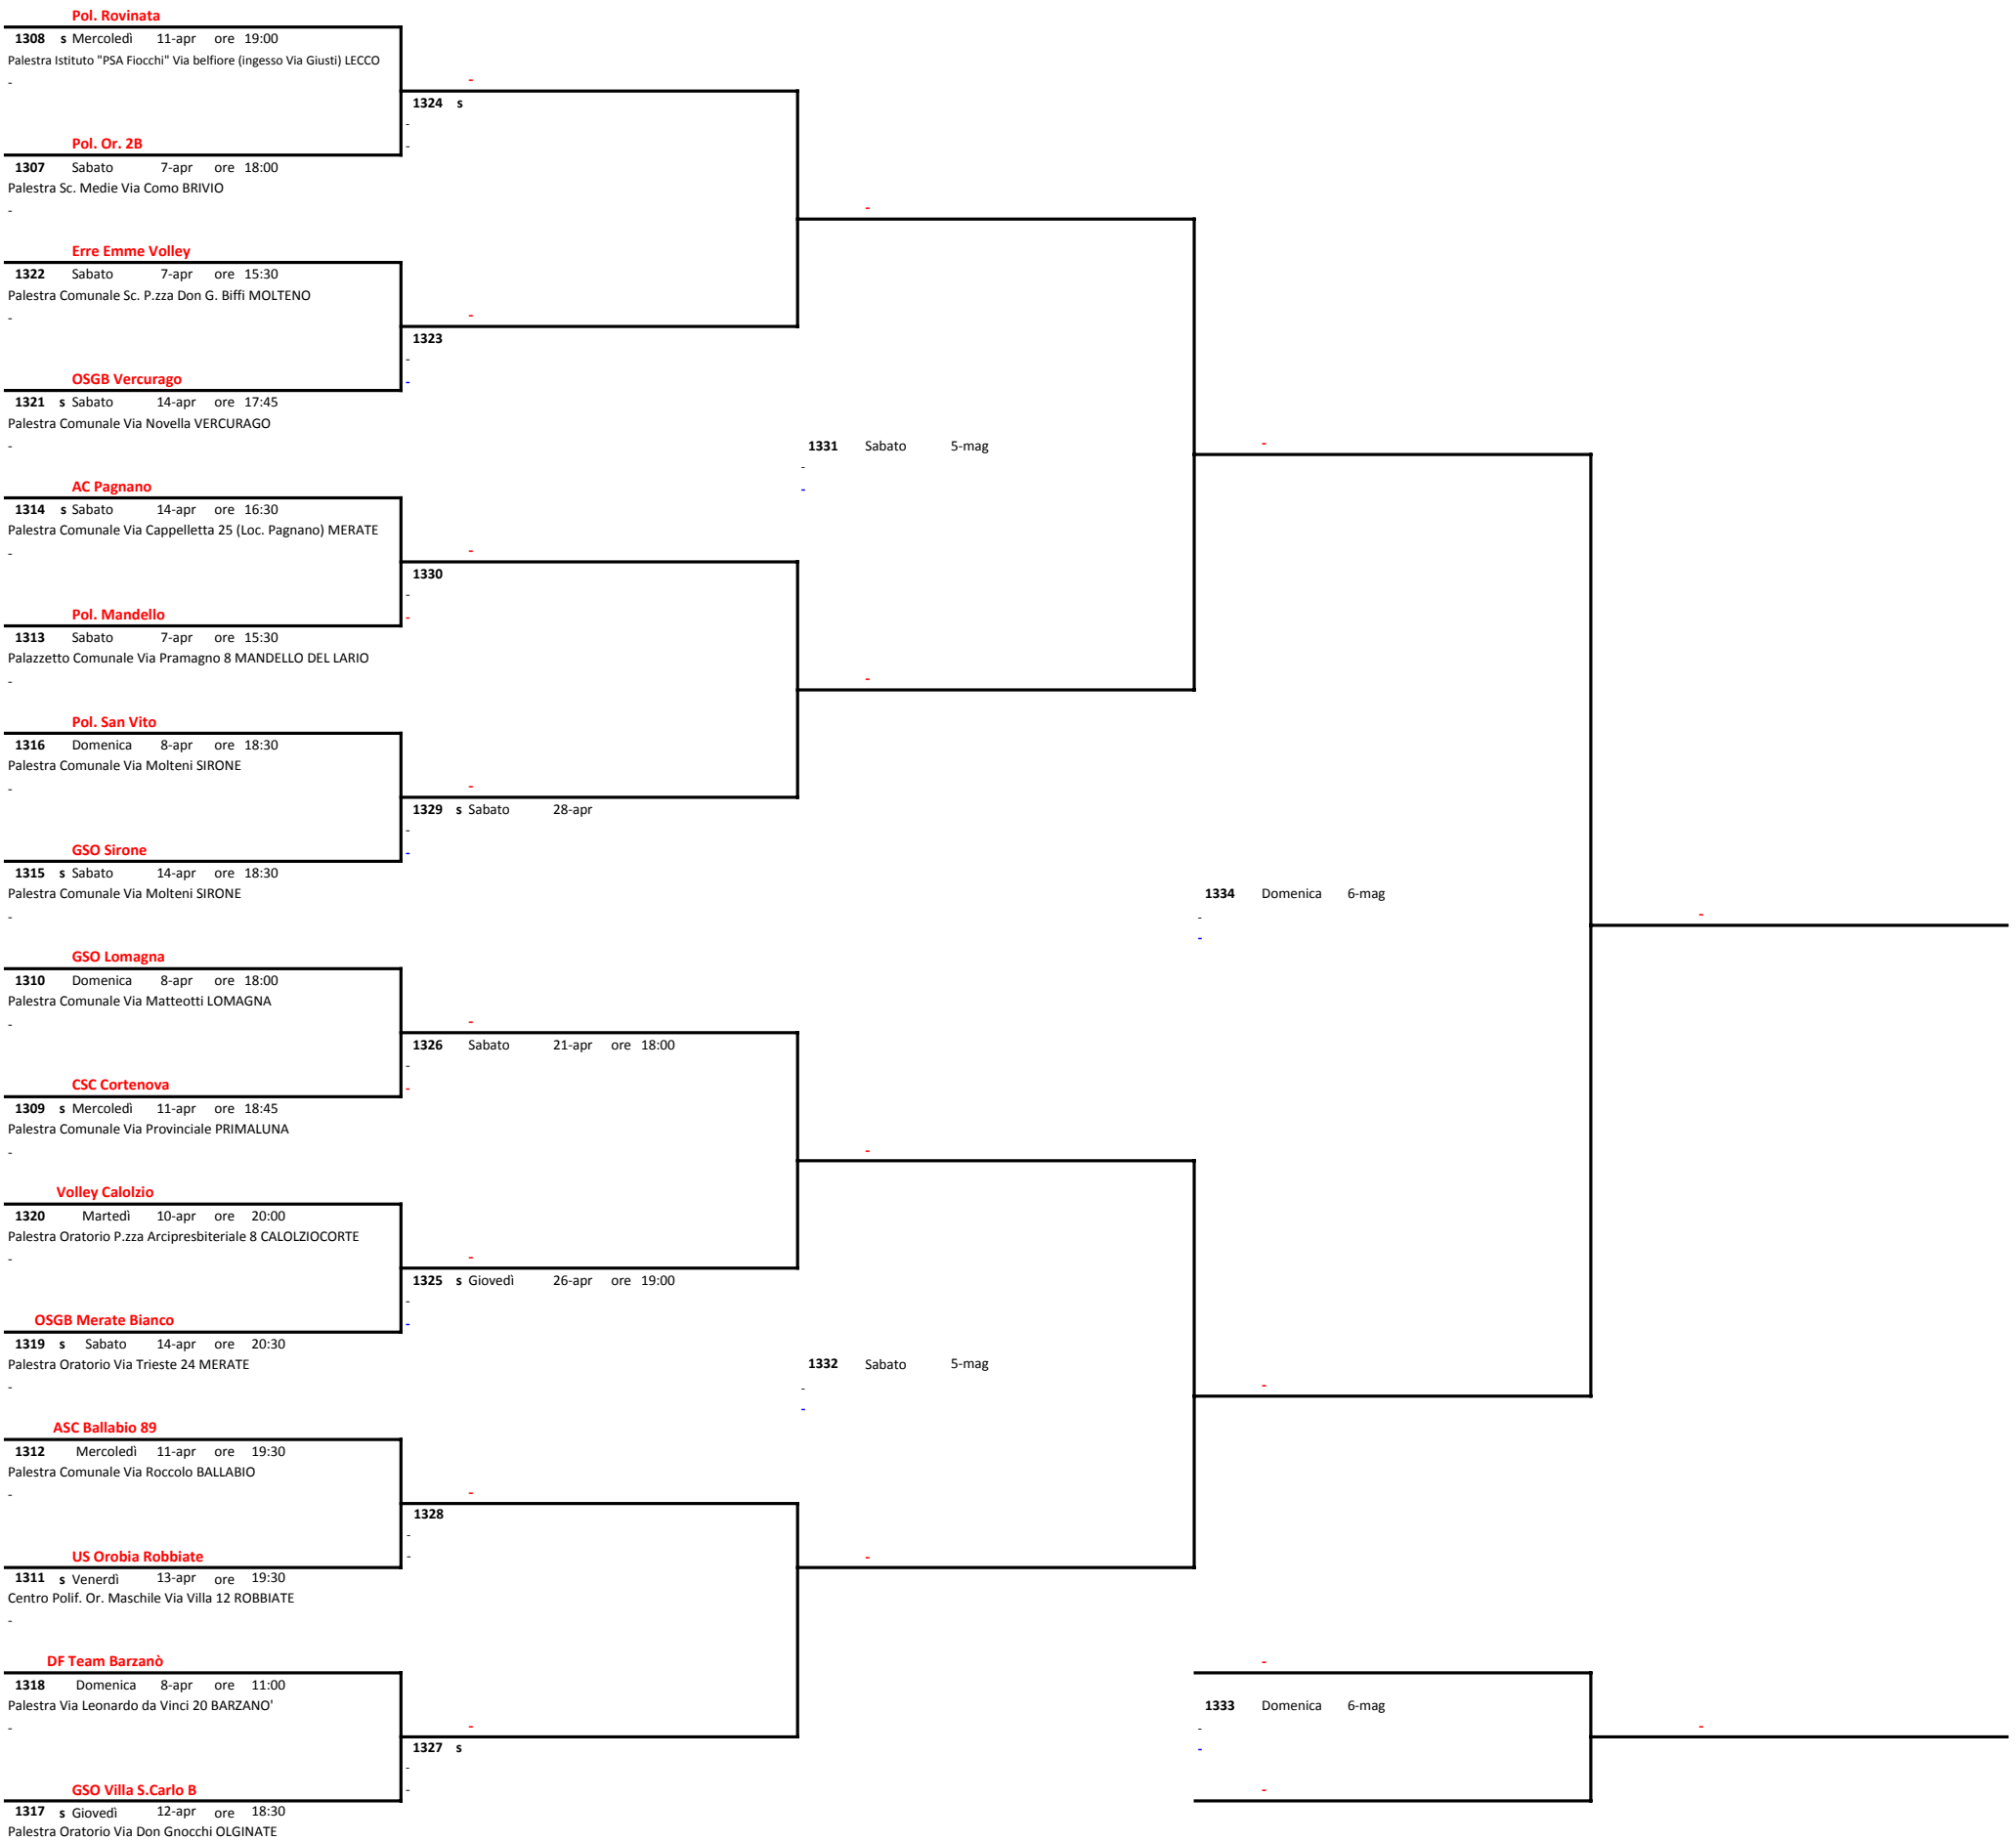 Pol. Rovinata
1308 s Mercoledì 11-apr ore 19:00
Palestra Istituto "PSA Fiocchi" Via belfiore (ingesso Via Giusti) LECCO
-
-
1324 s
-
-
Pol. Or. 2B
1307 Sabato 7-apr ore 18:00
Palestra Sc. Medie Via Como BRIVIO
-
-
Erre Emme Volley
1322 Sabato 7-apr ore 15:30
Palestra Comunale Sc. P.zza Don G. Biffi MOLTENO
-
-
1323
-
-
OSGB Vercurago
1321 s Sabato 14-apr ore 17:45
Palestra Comunale Via Novella VERCURAGO
-
1331 Sabato 5-mag
-
-
-
AC Pagnano
1314 s Sabato 14-apr ore 16:30
Palestra Comunale Via Cappelletta 25 (Loc. Pagnano) MERATE
-
-
1330
-
-
Pol. Mandello
1313 Sabato 7-apr ore 15:30
Palazzetto Comunale Via Pramagno 8 MANDELLO DEL LARIO
-
-
Pol. San Vito
1316 Domenica 8-apr ore 18:30
Palestra Comunale Via Molteni SIRONE
-
-
1329 s Sabato 28-apr
-
-
GSO Sirone
1315 s Sabato 14-apr ore 18:30
Palestra Comunale Via Molteni SIRONE
-
1334 Domenica 6-mag
-
-
-
GSO Lomagna
1310 Domenica 8-apr ore 18:00
Palestra Comunale Via Matteotti LOMAGNA
-
-
1326 Sabato 21-apr ore 18:00
-
-
CSC Cortenova
1309 s Mercoledì 11-apr ore 18:45
Palestra Comunale Via Provinciale PRIMALUNA
-
-
Volley Calolzio
1320 Martedì 10-apr ore 20:00
Palestra Oratorio P.zza Arcipresbiteriale 8 CALOLZIOCORTE
-
-
1325 s Giovedì 26-apr ore 19:00
-
-
OSGB Merate Bianco
1319 s Sabato 14-apr ore 20:30
Palestra Oratorio Via Trieste 24 MERATE
-
1332 Sabato 5-mag
-
-
-
ASC Ballabio 89
1312 Mercoledì 11-apr ore 19:30
Palestra Comunale Via Roccolo BALLABIO
-
-
1328
-
-
US Orobia Robbiate
1311 s Venerdì 13-apr ore 19:30
Centro Polif. Or. Maschile Via Villa 12 ROBBIATE
-
-
DF Team Barzanò
1318 Domenica 8-apr ore 11:00
Palestra Via Leonardo da Vinci 20 BARZANO'
-
-
1327 s
-
-
-
1333 Domenica 6-mag
-
-
-
-
GSO Villa S.Carlo B
1317 s Giovedì 12-apr ore 18:30
Palestra Oratorio Via Don Gnocchi OLGINATE